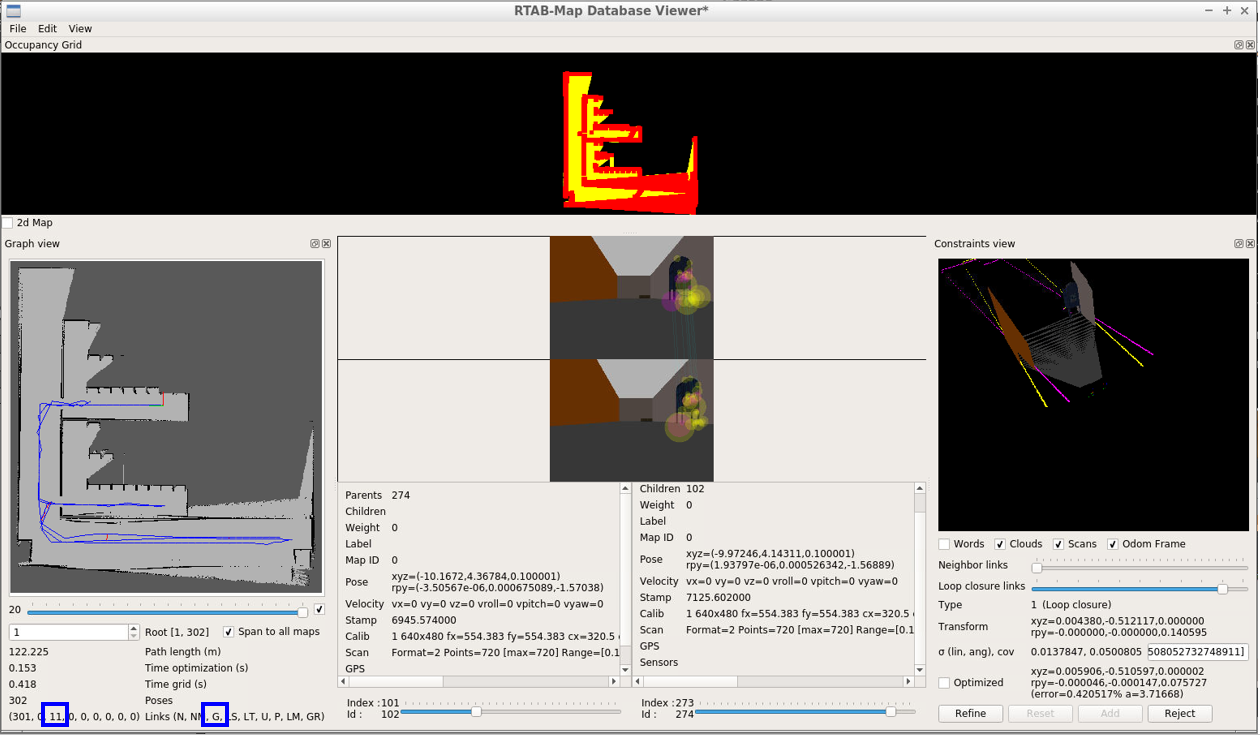 RTAB-Map Database Viewer*
File Edit View
Occupancy Grid
2d Map
Graph view
20
1 Root [1, 302] Span to all maps
122.225 Path length (m)
0.153 Time optimization (s)
0.418 Time grid (s)
302 Poses
(301, 0, 11, 0, 0, 0, 0, 0, 0) Links (N, NM, G, LS, LT, U, P, LM, GR)
Parents 274
Children
Weight 0
Label
Map ID 0
Pose xyz=(-10.1672,4.36784,0.100001)
rpy=(-3.50567e-06,0.000675089,-1.57038)
Velocity vx=0 vy=0 vz=0 vroll=0 vpitch=0 vyaw=0
Stamp 6945.574000
Calib 1 640x480 fx=554.383 fy=554.383 cx=320.5
Scan Format=2 Points=720 [max=720] Range=[0.1
GPS
Index :101
Id : 102
Children 102
Weight 0
Label
Map ID 0
Pose xyz=(-9.97246,4.14311,0.100001)
rpy=(1.93797e-06,0.000526342,-1.56889)
Velocity vx=0 vy=0 vz=0 vroll=0 vpitch=0 vyaw=0
Stamp 7125.602000
Calib 1 640x480 fx=554.383 fy=554.383 cx=320.5
Scan Format=2 Points=720 [max=720] Range=[0.1
GPS
Sensors
Index :273
Id : 274
Constraints view
Words Clouds Scans Odom Frame
Neighbor links
Loop closure links
Type 1 (Loop closure)
Transform xyz=0.004380,-0.512117,0.000000
rpy=-0.000000,-0.000000,0.140595
σ (lin, ang), cov 0.0137847, 0.0500805 508052732748911]
Optimized xyz=0.005906,-0.510597,0.000002
rpy=-0.000046,-0.000147,0.075727
(error=0.420517% a=3.71668)
Refine Reset Add Reject